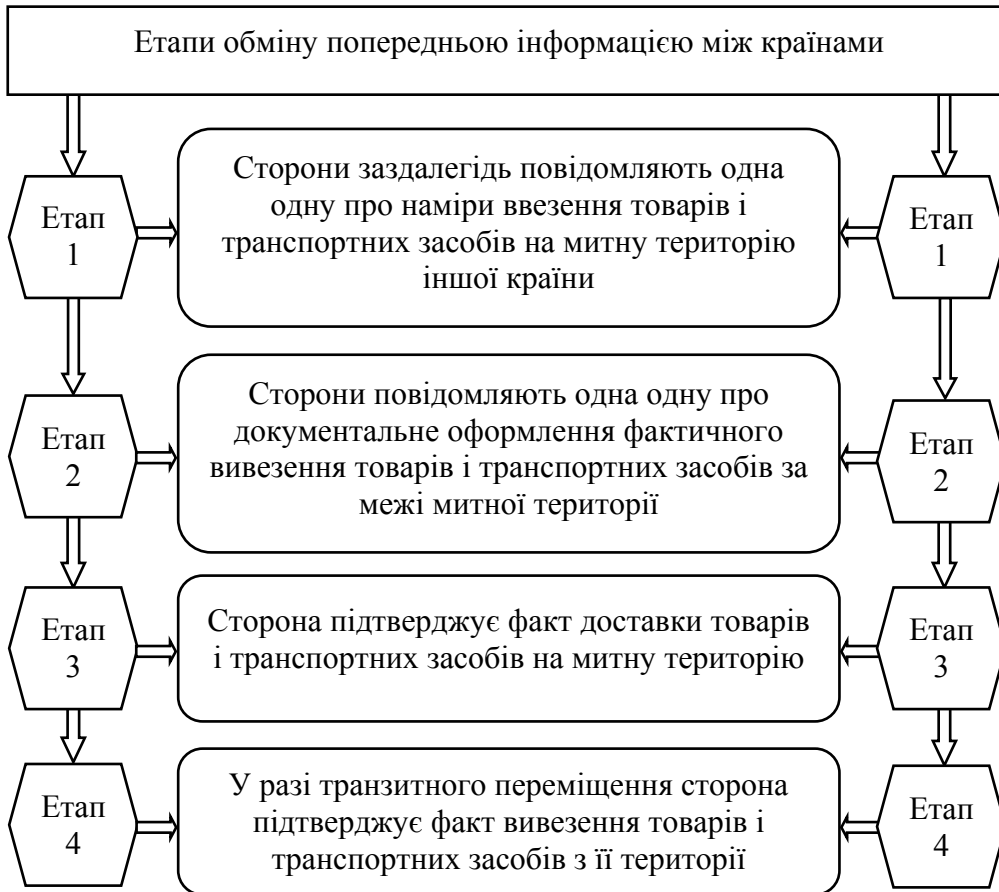 Етапи обміну попередньою інформацією між країнами
Етап
1
Сторони заздалегідь повідомляють одна
одну про наміри ввезення товарів і
транспортних засобів на митну територію
іншої країни
Етап
1
Етап
2
Сторони повідомляють одна одну про
документальне оформлення фактичного
вивезення товарів і транспортних засобів за
межі митної території
Етап
2
Етап
3
Сторона підтверджує факт доставки товарів
і транспортних засобів на митну територію
Етап
3
Етап
4
У разі транзитного переміщення сторона
підтверджує факт вивезення товарів і
транспортних засобів з її території
Етап
4